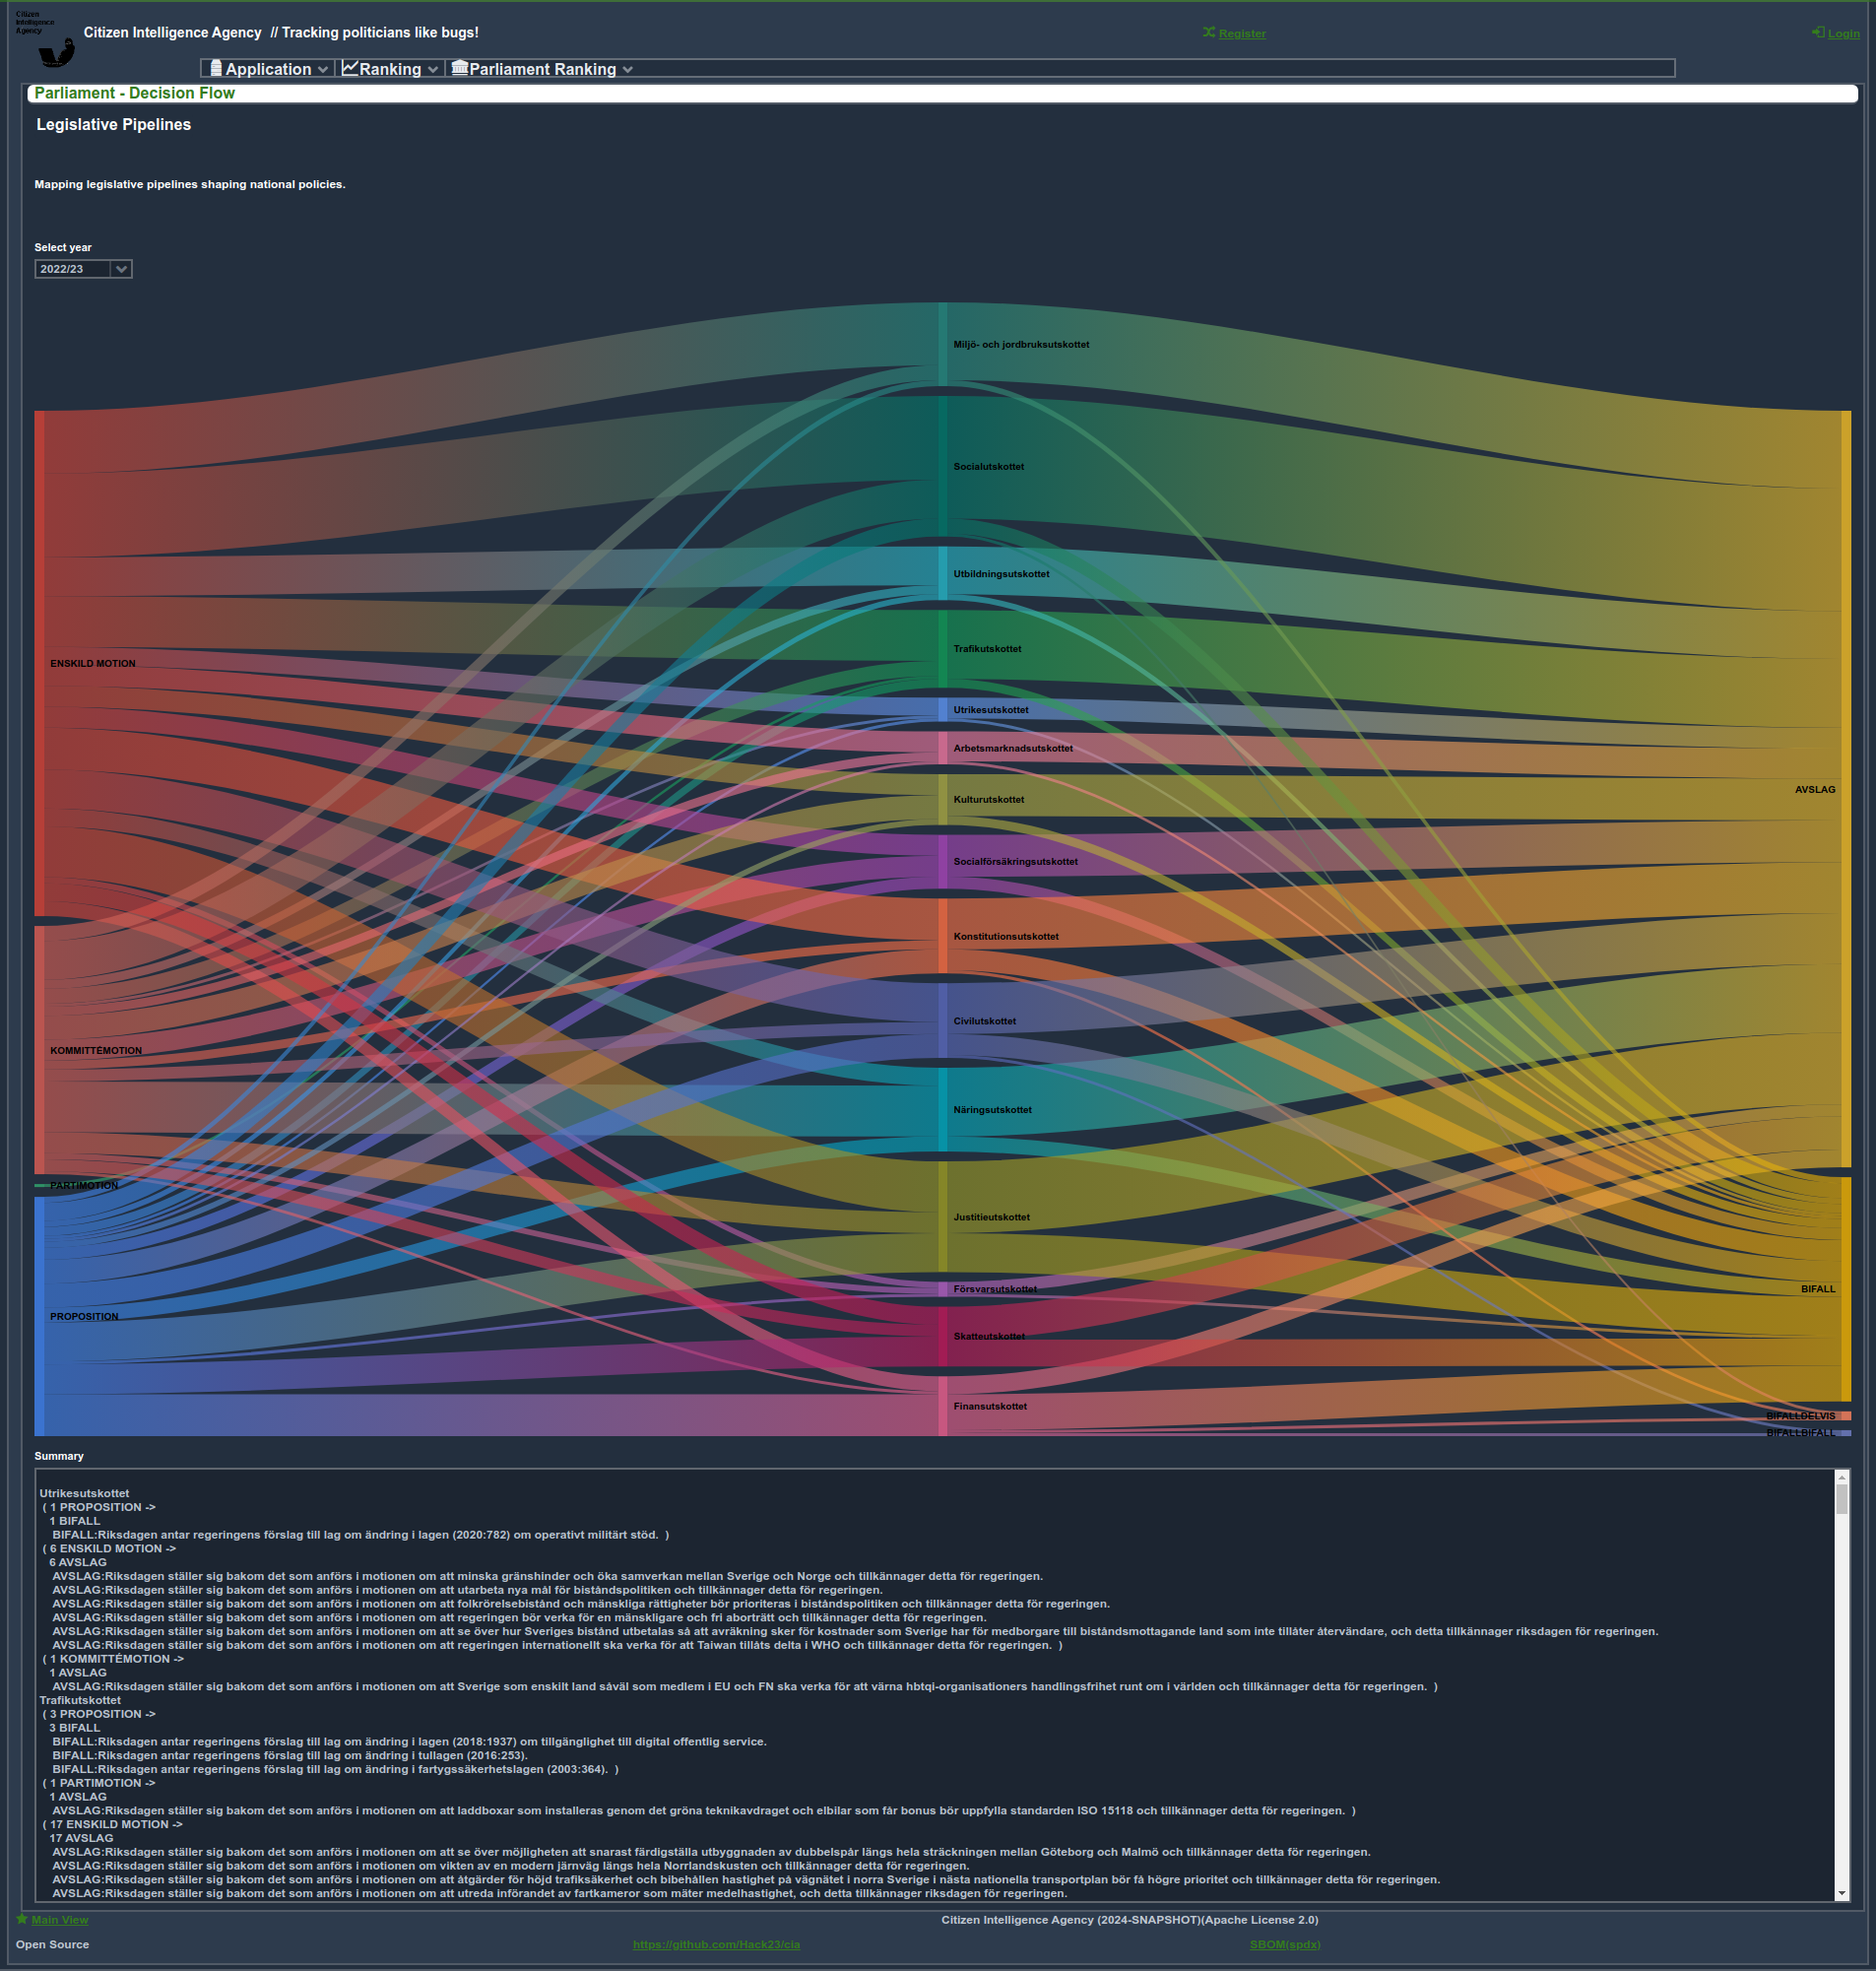 Citizen
Intelligence
Agency
Citizen Intelligence Agency // Tracking politicians like bugs!
Register
Login
Application
Ranking
Parliament Ranking
Parliament - Decision Flow
Legislative Pipelines
Mapping legislative pipelines shaping national policies.
Select year
2022/23
Miljö- och jordbruksutskottet
Socialutskottet
Utbildningsutskottet
Trafikutskottet
ENSKILD MOTION
Utrikesutskottet
Arbetsmarknadsutskottet
AVSLAG
Kulturutskottet
Socialförsäkringsutskottet
Konstitutionsutskottet
Civilutskottet
KOMMITTÉMOTION
Näringsutskottet
PARTIMOTION
Justitieutskottet
Försvarsutskottet
BIFALL
PROPOSITION
Skatteutskottet
Finansutskottet
BIFALLDELVIS
BIFALLBIFALL
Summary
Utrikesutskottet
( 1 PROPOSITION ->
1 BIFALL
BIFALL:Riksdagen antar regeringens förslag till lag om ändring i lagen (2020:782) om operativt militärt stöd. )
( 6 ENSKILD MOTION ->
6 AVSLAG
AVSLAG:Riksdagen ställer sig bakom det som anförs i motionen om att minska gränshinder och öka samverkan mellan Sverige och Norge och tillkännager detta för regeringen.
AVSLAG:Riksdagen ställer sig bakom det som anförs i motionen om att utarbeta nya mål för biståndspolitiken och tillkännager detta för regeringen.
AVSLAG:Riksdagen ställer sig bakom det som anförs i motionen om att folkrörelsebistånd och mänskliga rättigheter bör prioriteras i biståndspolitiken och tillkännager detta för regeringen.
AVSLAG:Riksdagen ställer sig bakom det som anförs i motionen om att regeringen bör verka för en mänskligare och fri aborträtt och tillkännager detta för regeringen.
AVSLAG:Riksdagen ställer sig bakom det som anförs i motionen om att se över hur Sveriges bistånd utbetalas så att avräkning sker för kostnader som Sverige har för medborgare till biståndsmottagande land som inte tillåter återvändare, och detta tillkännager riksdagen för regeringen.
AVSLAG:Riksdagen ställer sig bakom det som anförs i motionen om att regeringen internationellt ska verka för att Taiwan tillåts delta i WHO och tillkännager detta för regeringen. )
( 1 KOMMITTÉMOTION ->
1 AVSLAG
AVSLAG:Riksdagen ställer sig bakom det som anförs i motionen om att Sverige som enskilt land såväl som medlem i EU och FN ska verka för att värna hbtqi-organisationers handlingsfrihet runt om i världen och tillkännager detta för regeringen. )
Trafikutskottet
( 3 PROPOSITION ->
3 BIFALL
BIFALL:Riksdagen antar regeringens förslag till lag om ändring i lagen (2018:1937) om tillgänglighet till digital offentlig service.
BIFALL:Riksdagen antar regeringens förslag till lag om ändring i tullagen (2016:253).
BIFALL:Riksdagen antar regeringens förslag till lag om ändring i fartygssäkerhetslagen (2003:364). )
( 1 PARTIMOTION ->
1 AVSLAG
AVSLAG:Riksdagen ställer sig bakom det som anförs i motionen om att laddboxar som installeras genom det gröna teknikavdraget och elbilar som får bonus bör uppfylla standarden ISO 15118 och tillkännager detta för regeringen. )
( 17 ENSKILD MOTION ->
17 AVSLAG
AVSLAG:Riksdagen ställer sig bakom det som anförs i motionen om att se över möjligheten att snarast färdigställa utbyggnaden av dubbelspår längs hela sträckningen mellan Göteborg och Malmö och tillkännager detta för regeringen.
AVSLAG:Riksdagen ställer sig bakom det som anförs i motionen om vikten av en modern järnväg längs hela Norrlandskusten och tillkännager detta för regeringen.
AVSLAG:Riksdagen ställer sig bakom det som anförs i motionen om att åtgärder för höjd trafiksäkerhet och bibehållen hastighet på vägnätet i norra Sverige i nästa nationella transportplan bör få högre prioritet och tillkännager detta för regeringen.
AVSLAG:Riksdagen ställer sig bakom det som anförs i motionen om att utreda införandet av fartkameror som mäter medelhastighet, och detta tillkännager riksdagen för regeringen.
Main View
Citizen Intelligence Agency (2024-SNAPSHOT)(Apache License 2.0)
Open Source
https://github.com/Hack23/cia
SBOM(spdx)